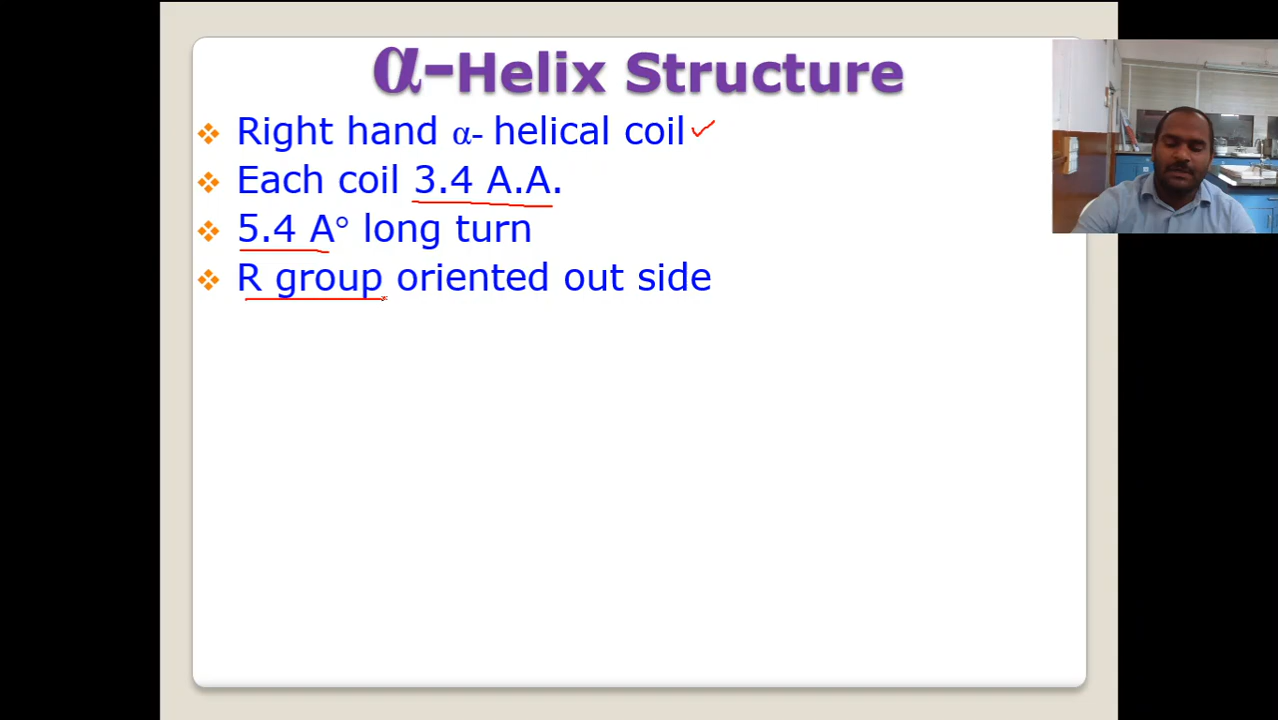 α-Helix Structure
Right hand α- helical coil
Each coil 3.4 A.A.
5.4 A° long turn
R group oriented out side